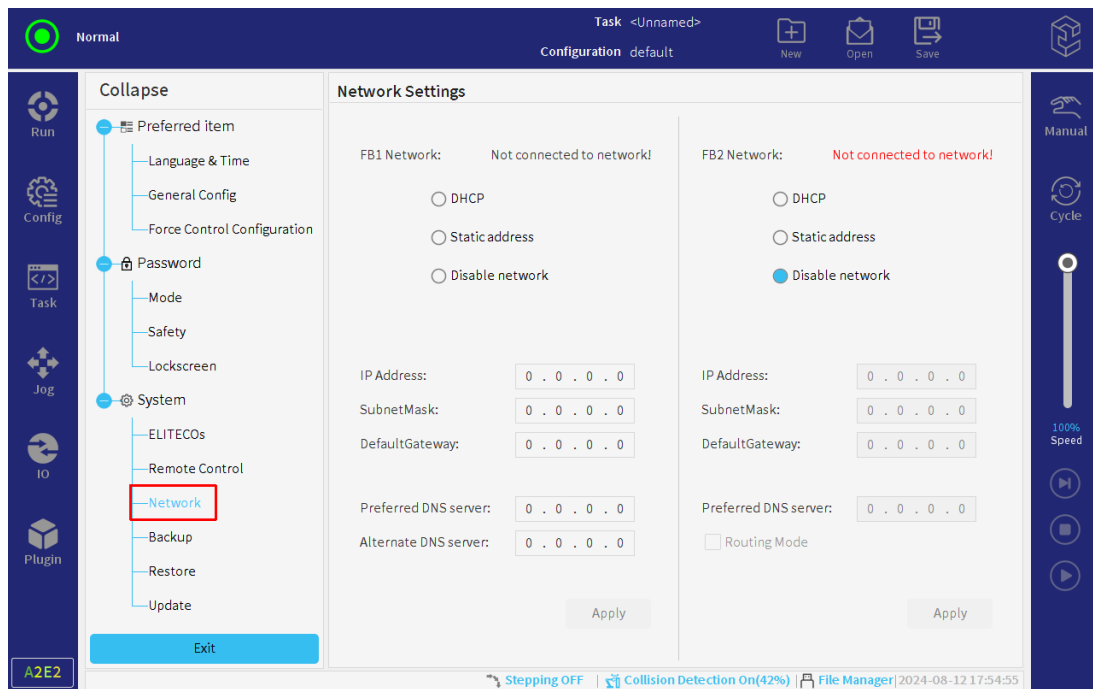 Normal
Task <Unnamed>
Configuration default
New
Open
Save
Run
Config
Task
Jog
IO
Plugin
A2E2
Collapse
Preferred item
Language & Time
General Config
Force Control Configuration
Password
Mode
Safety
Lockscreen
System
ELITECOs
Remote Control
Network
Backup
Restore
Update
Exit
Network Settings
FB1 Network: Not connected to network!
DHCP
Static address
Disable network
IP Address: 0 . 0 . 0 . 0
SubnetMask: 0 . 0 . 0 . 0
DefaultGateway: 0 . 0 . 0 . 0
Preferred DNS server: 0 . 0 . 0 . 0
Alternate DNS server: 0 . 0 . 0 . 0
Apply
FB2 Network: Not connected to network!
DHCP
Static address
Disable network
IP Address: 0 . 0 . 0 . 0
SubnetMask: 0 . 0 . 0 . 0
DefaultGateway: 0 . 0 . 0 . 0
Preferred DNS server: 0 . 0 . 0 . 0
Routing Mode
Apply
Manual
Cycle
100%
Speed
Stepping OFF | Collision Detection On(42%) | File Manager | 2024-08-12 17:54:55